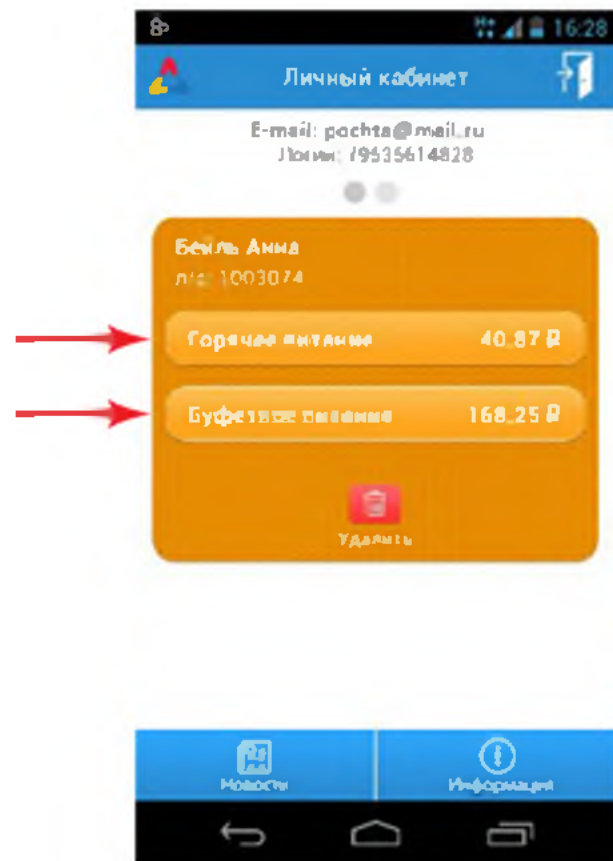 16:28
Личный кабинет
E-mail: pochta@mail.ru
Логин: 79535614828
Анна
л/с: 1003074
Горячее питание 40.87 ₽
Буфетное питание 168.25 ₽
Удалить
Новости
Информация